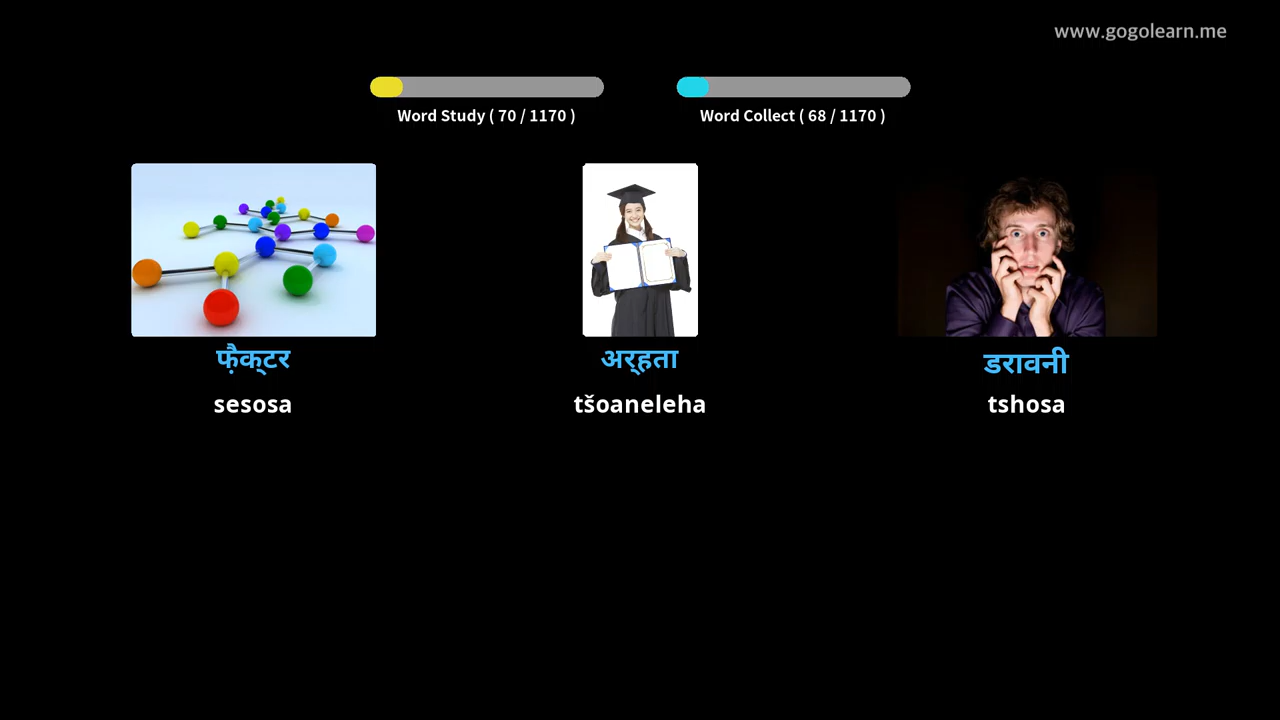 www.gogolearn.me
Word Study ( 70 / 1170 )
Word Collect ( 68 / 1170 )
फ़ैक्टर
अर्हता
डरावनी
sesosa
tšoaneleha
tshosa